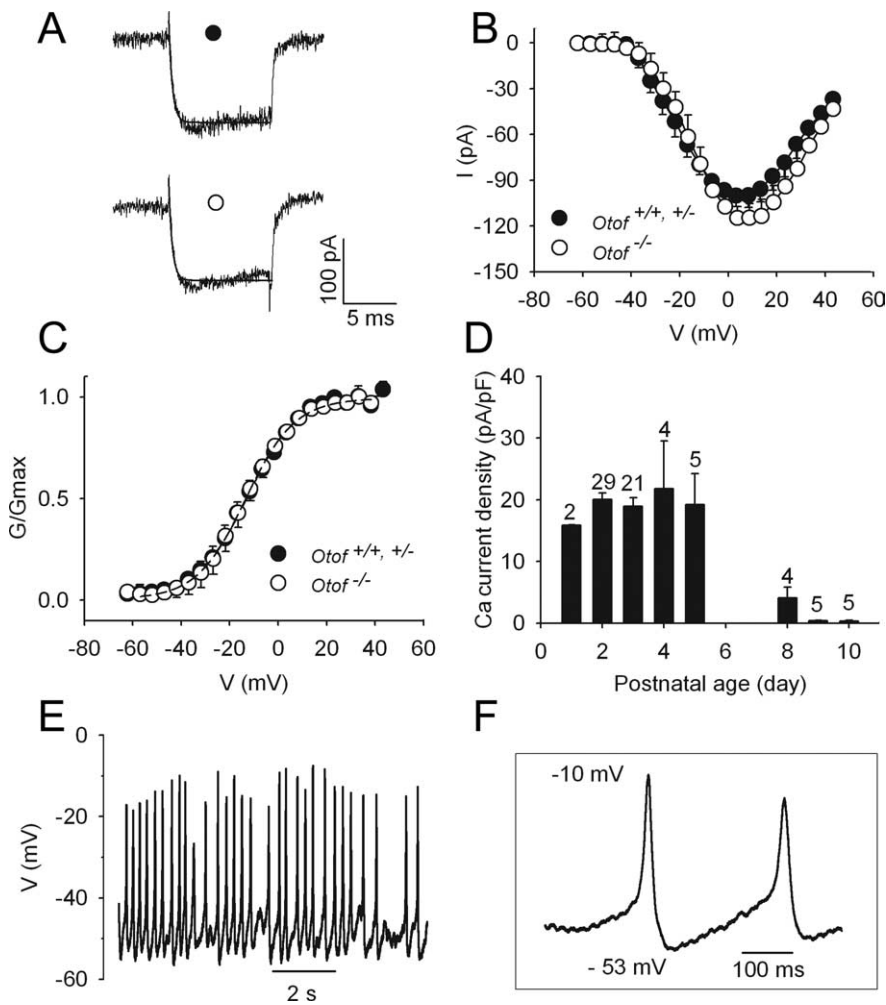 A
100 pA
5 ms
B
0
-30
-60
-90
-120
-150
I (pA)
Otof +/+, +/-
Otof -/-
-80 -60 -40 -20 0 20 40 60
V (mV)
C
1.0
0.5
0.0
G/Gmax
Otof +/+, +/-
Otof -/-
-80 -60 -40 -20 0 20 40 60
V (mV)
D
40
30
20
10
0
Ca current density (pA/pF)
2 29 21 4 5 4 5 5
0 2 4 6 8 10
Postnatal age (day)
E
0
-20
-40
-60
V (mV)
2 s
F
-10 mV
- 53 mV
100 ms